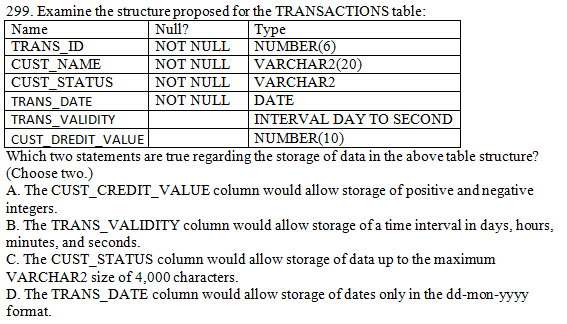 299. Examine the structure proposed for the TRANSACTIONS table:
Name Null? Type
TRANS_ID NOT NULL NUMBER(6)
CUST_NAME NOT NULL VARCHAR2(20)
CUST_STATUS NOT NULL VARCHAR2
TRANS_DATE NOT NULL DATE
TRANS_VALIDITY INTERVAL DAY TO SECOND
CUST_DREDIT_VALUE NUMBER(10)
Which two statements are true regarding the storage of data in the above table structure?
(Choose two.)
A. The CUST_CREDIT_VALUE column would allow storage of positive and negative
integers.
B. The TRANS_VALIDITY column would allow storage of a time interval in days, hours,
minutes, and seconds.
C. The CUST_STATUS column would allow storage of data up to the maximum
VARCHAR2 size of 4,000 characters.
D. The TRANS_DATE column would allow storage of dates only in the dd-mon-yyyy
format.